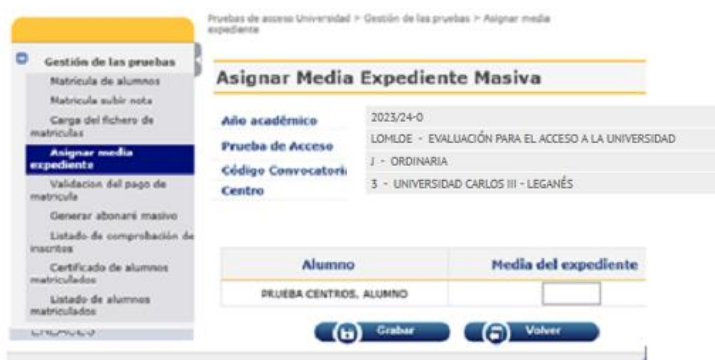 Pruebas de acceso Universidad > Gestión de las pruebas > Asignar media
expediente
Gestión de las pruebas
Matrícula de alumnos
Matrícula subir nota
Carga del fichero de
matrículas
Asignar media
expediente
Validacion del pago de
matrícula
Generar abonaré masivo
Listado de comprobación de
inscritos
Certificado de alumnos
matriculados
Listado de alumnos
matriculados
ENLACES
Asignar Media Expediente Masiva
Año académico 2023/24-0
Prueba de Acceso LOMLOE - EVALUACIÓN PARA EL ACCESO A LA UNIVERSIDAD
Código Convocatori J - ORDINARIA
Centro 3 - UNIVERSIDAD CARLOS III - LEGANÉS
Alumno Media del expediente
PRUEBA CENTROS, ALUMNO
Grabar Volver